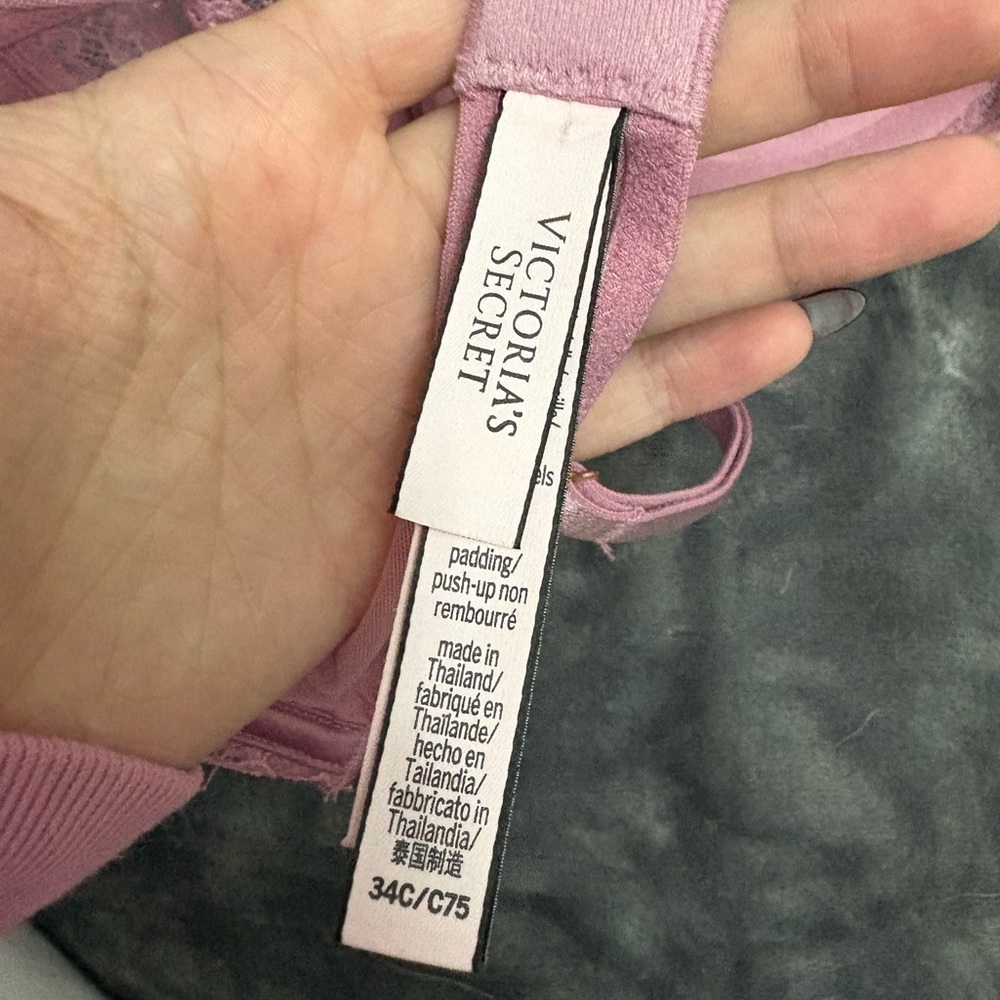 VICTORIA'S
SECRET
els
padding/
push-up non
rembourré
made in
Thailand/
fabriqué en
Thaïlande/
hecho en
Tailandia/
fabbricato in
Thailandia/
泰国制造
34C/C75